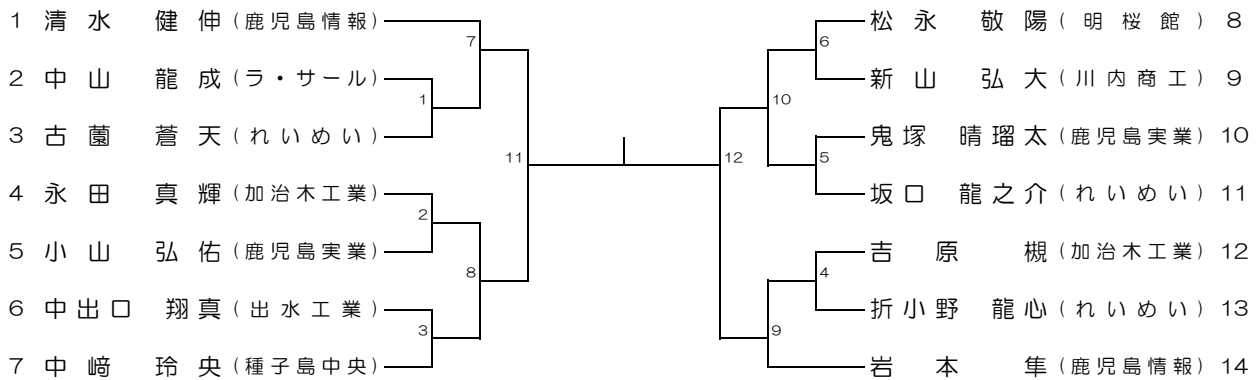 1 清水 健伸 (鹿児島情報)
2 中山 龍成 (ラ・サール)
3 古薗 蒼天 (れいめい)
4 永田 真輝 (加治木工業)
5 小山 弘佑 (鹿児島実業)
6 中出口 翔真 (出水工業)
7 中﨑 玲央 (種子島中央)
7
1
2
3
8
11
12
10
6
5
4
9
松永 敬陽 (明桜館) 8
新山 弘大 (川内商工) 9
鬼塚 晴瑠太 (鹿児島実業) 10
坂口 龍之介 (れいめい) 11
吉原 槻 (加治木工業) 12
折小野 龍心 (れいめい) 13
岩本 隼 (鹿児島情報) 14